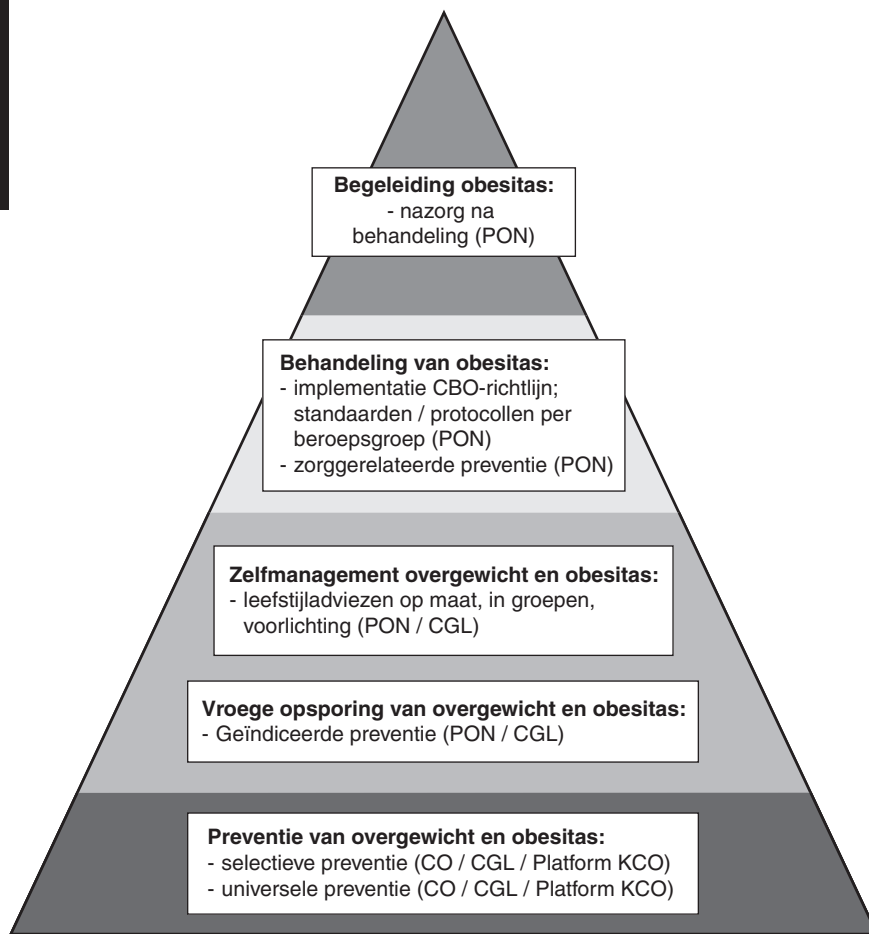 Begeleiding obesitas:
- nazorg na
behandeling (PON)
Behandeling van obesitas:
- implementatie CBO-richtlijn;
standaarden / protocollen per
beroepsgroep (PON)
- zorggerelateerde preventie (PON)
Zelfmanagement overgewicht en obesitas:
- leefstijladviezen op maat, in groepen,
voorlichting (PON / CGL)
Vroege opsporing van overgewicht en obesitas:
- Geïndiceerde preventie (PON / CGL)
Preventie van overgewicht en obesitas:
- selectieve preventie (CO / CGL / Platform KCO)
- universele preventie (CO / CGL / Platform KCO)